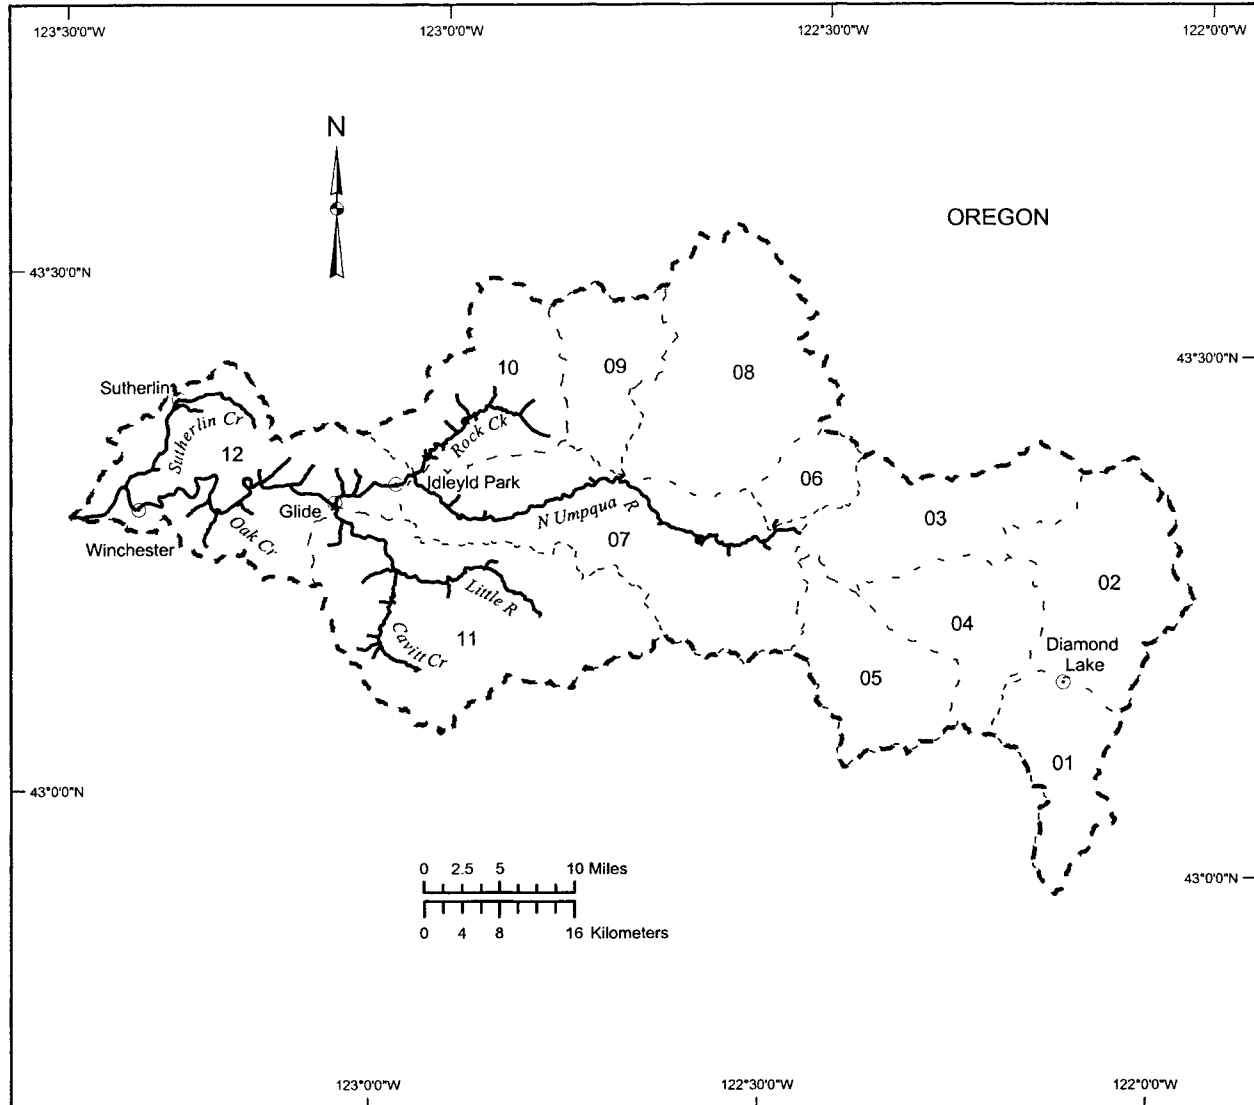 123°30'0"W
123°0'0"W
122°30'0"W
122°0'0"W
N
OREGON
43°30'0"N
43°30'0"N
10
09
08
Sutherlin
Sutherlin Cr
12
Rock Ck
Idleyld Park
06
Glide
Oak Cr
N Umpqua R
07
03
Winchester
02
Little R
04
11
Cavitt Cr
Diamond
Lake
05
01
43°0'0"N
43°0'0"N
0 2.5 5 10 Miles
0 4 8 16 Kilometers
123°0'0"W
122°30'0"W
122°0'0"W